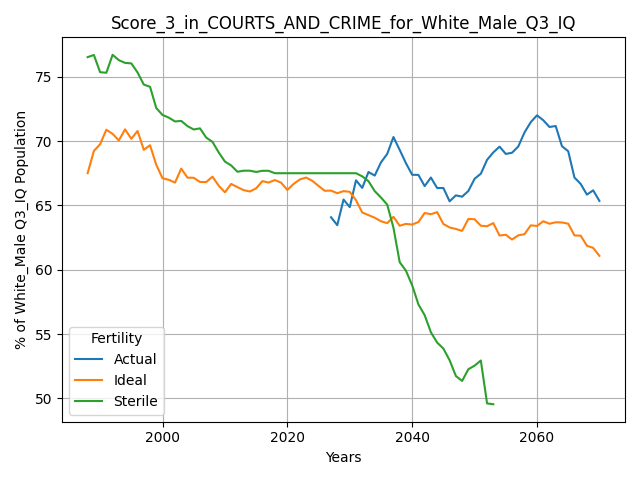 Score_3_in_COURTS_AND_CRIME_for_White_Male_Q3_IQ
% of White_Male Q3_IQ Population
75
70
65
60
55
50
Fertility
Actual
Ideal
Sterile
2000
2020
2040
2060
Years